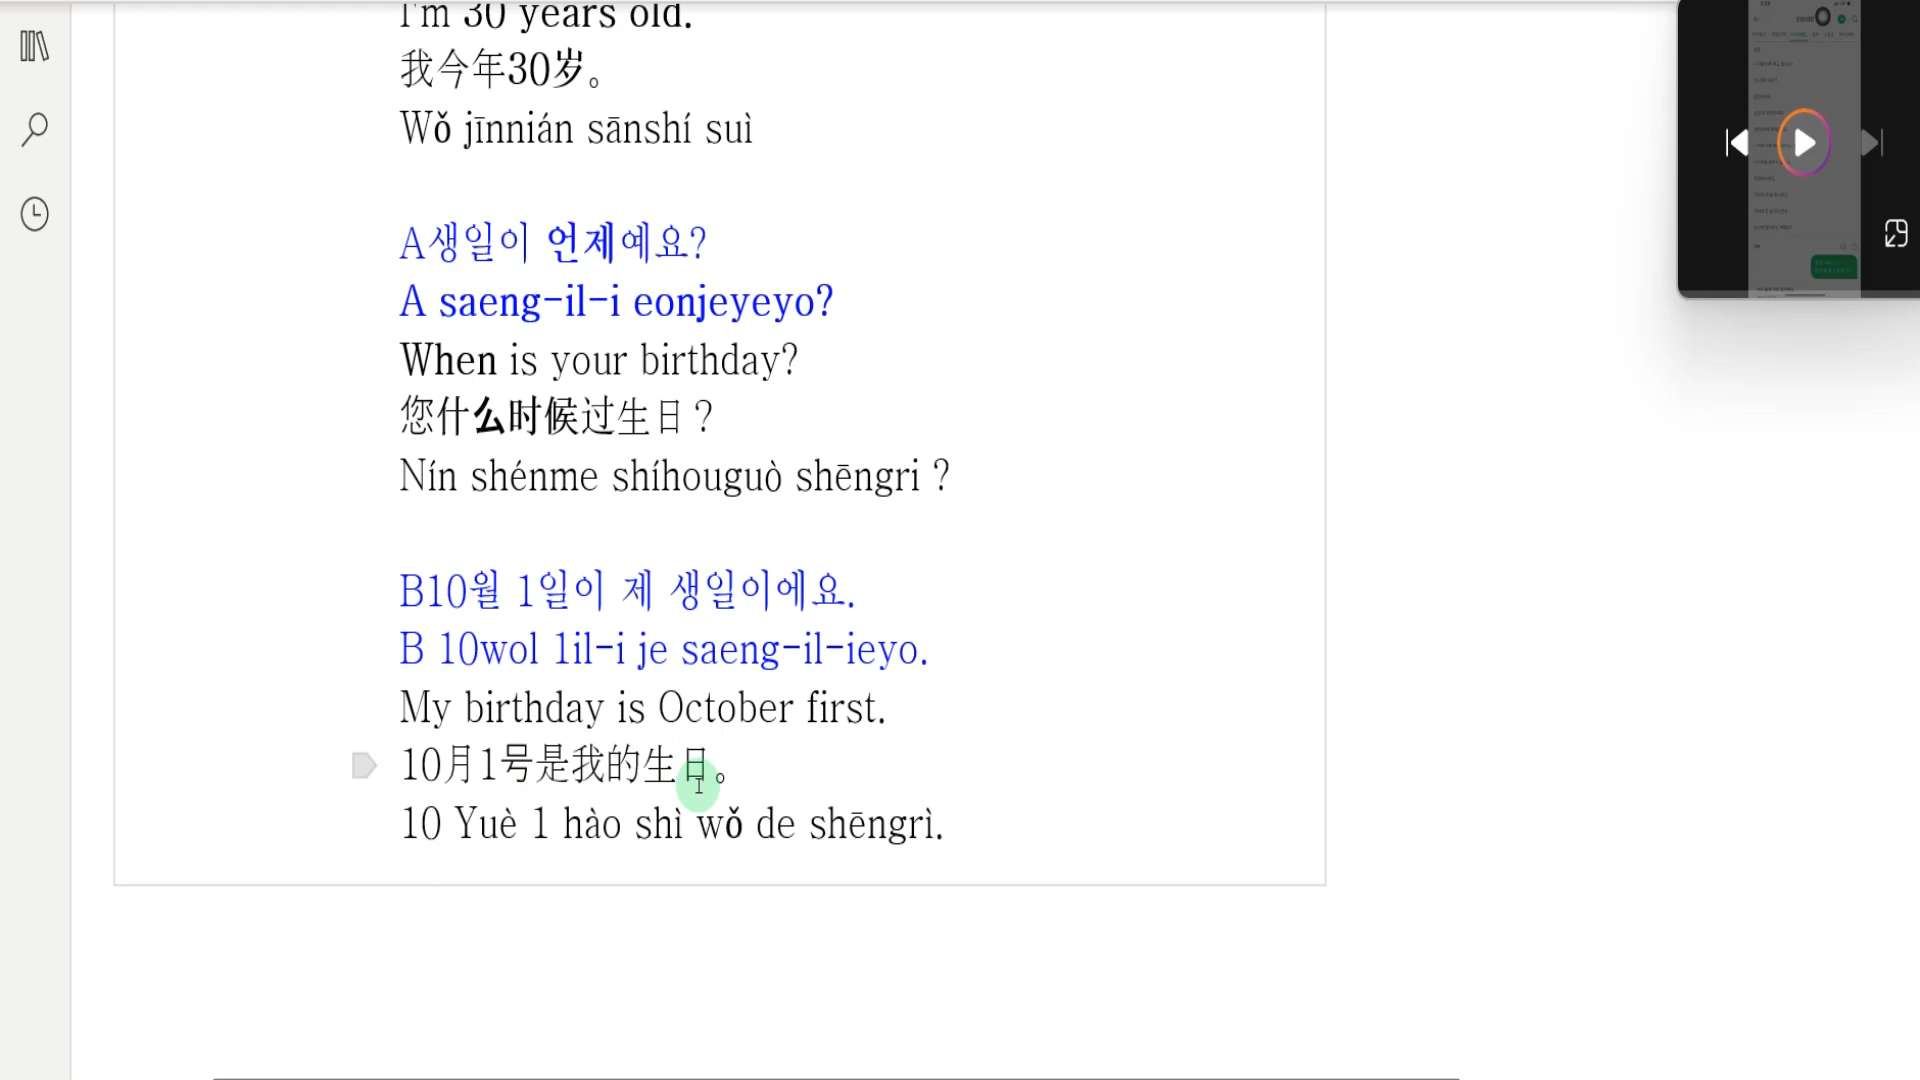 I'm 30 years old.
我今年30岁。
Wǒ jīnnián sānshí suì
A생일이 언제예요?
A saeng-il-i eonjeyeyo?
When is your birthday?
您什么时候过生日？
Nín shénme shíhouguò shēngri？
B10월 1일이 제 생일이에요.
B 10wol 1il-i je saeng-il-ieyo.
My birthday is October first.
10月1号是我的生日。
10 Yuè 1 hào shì wǒ de shēngrì.